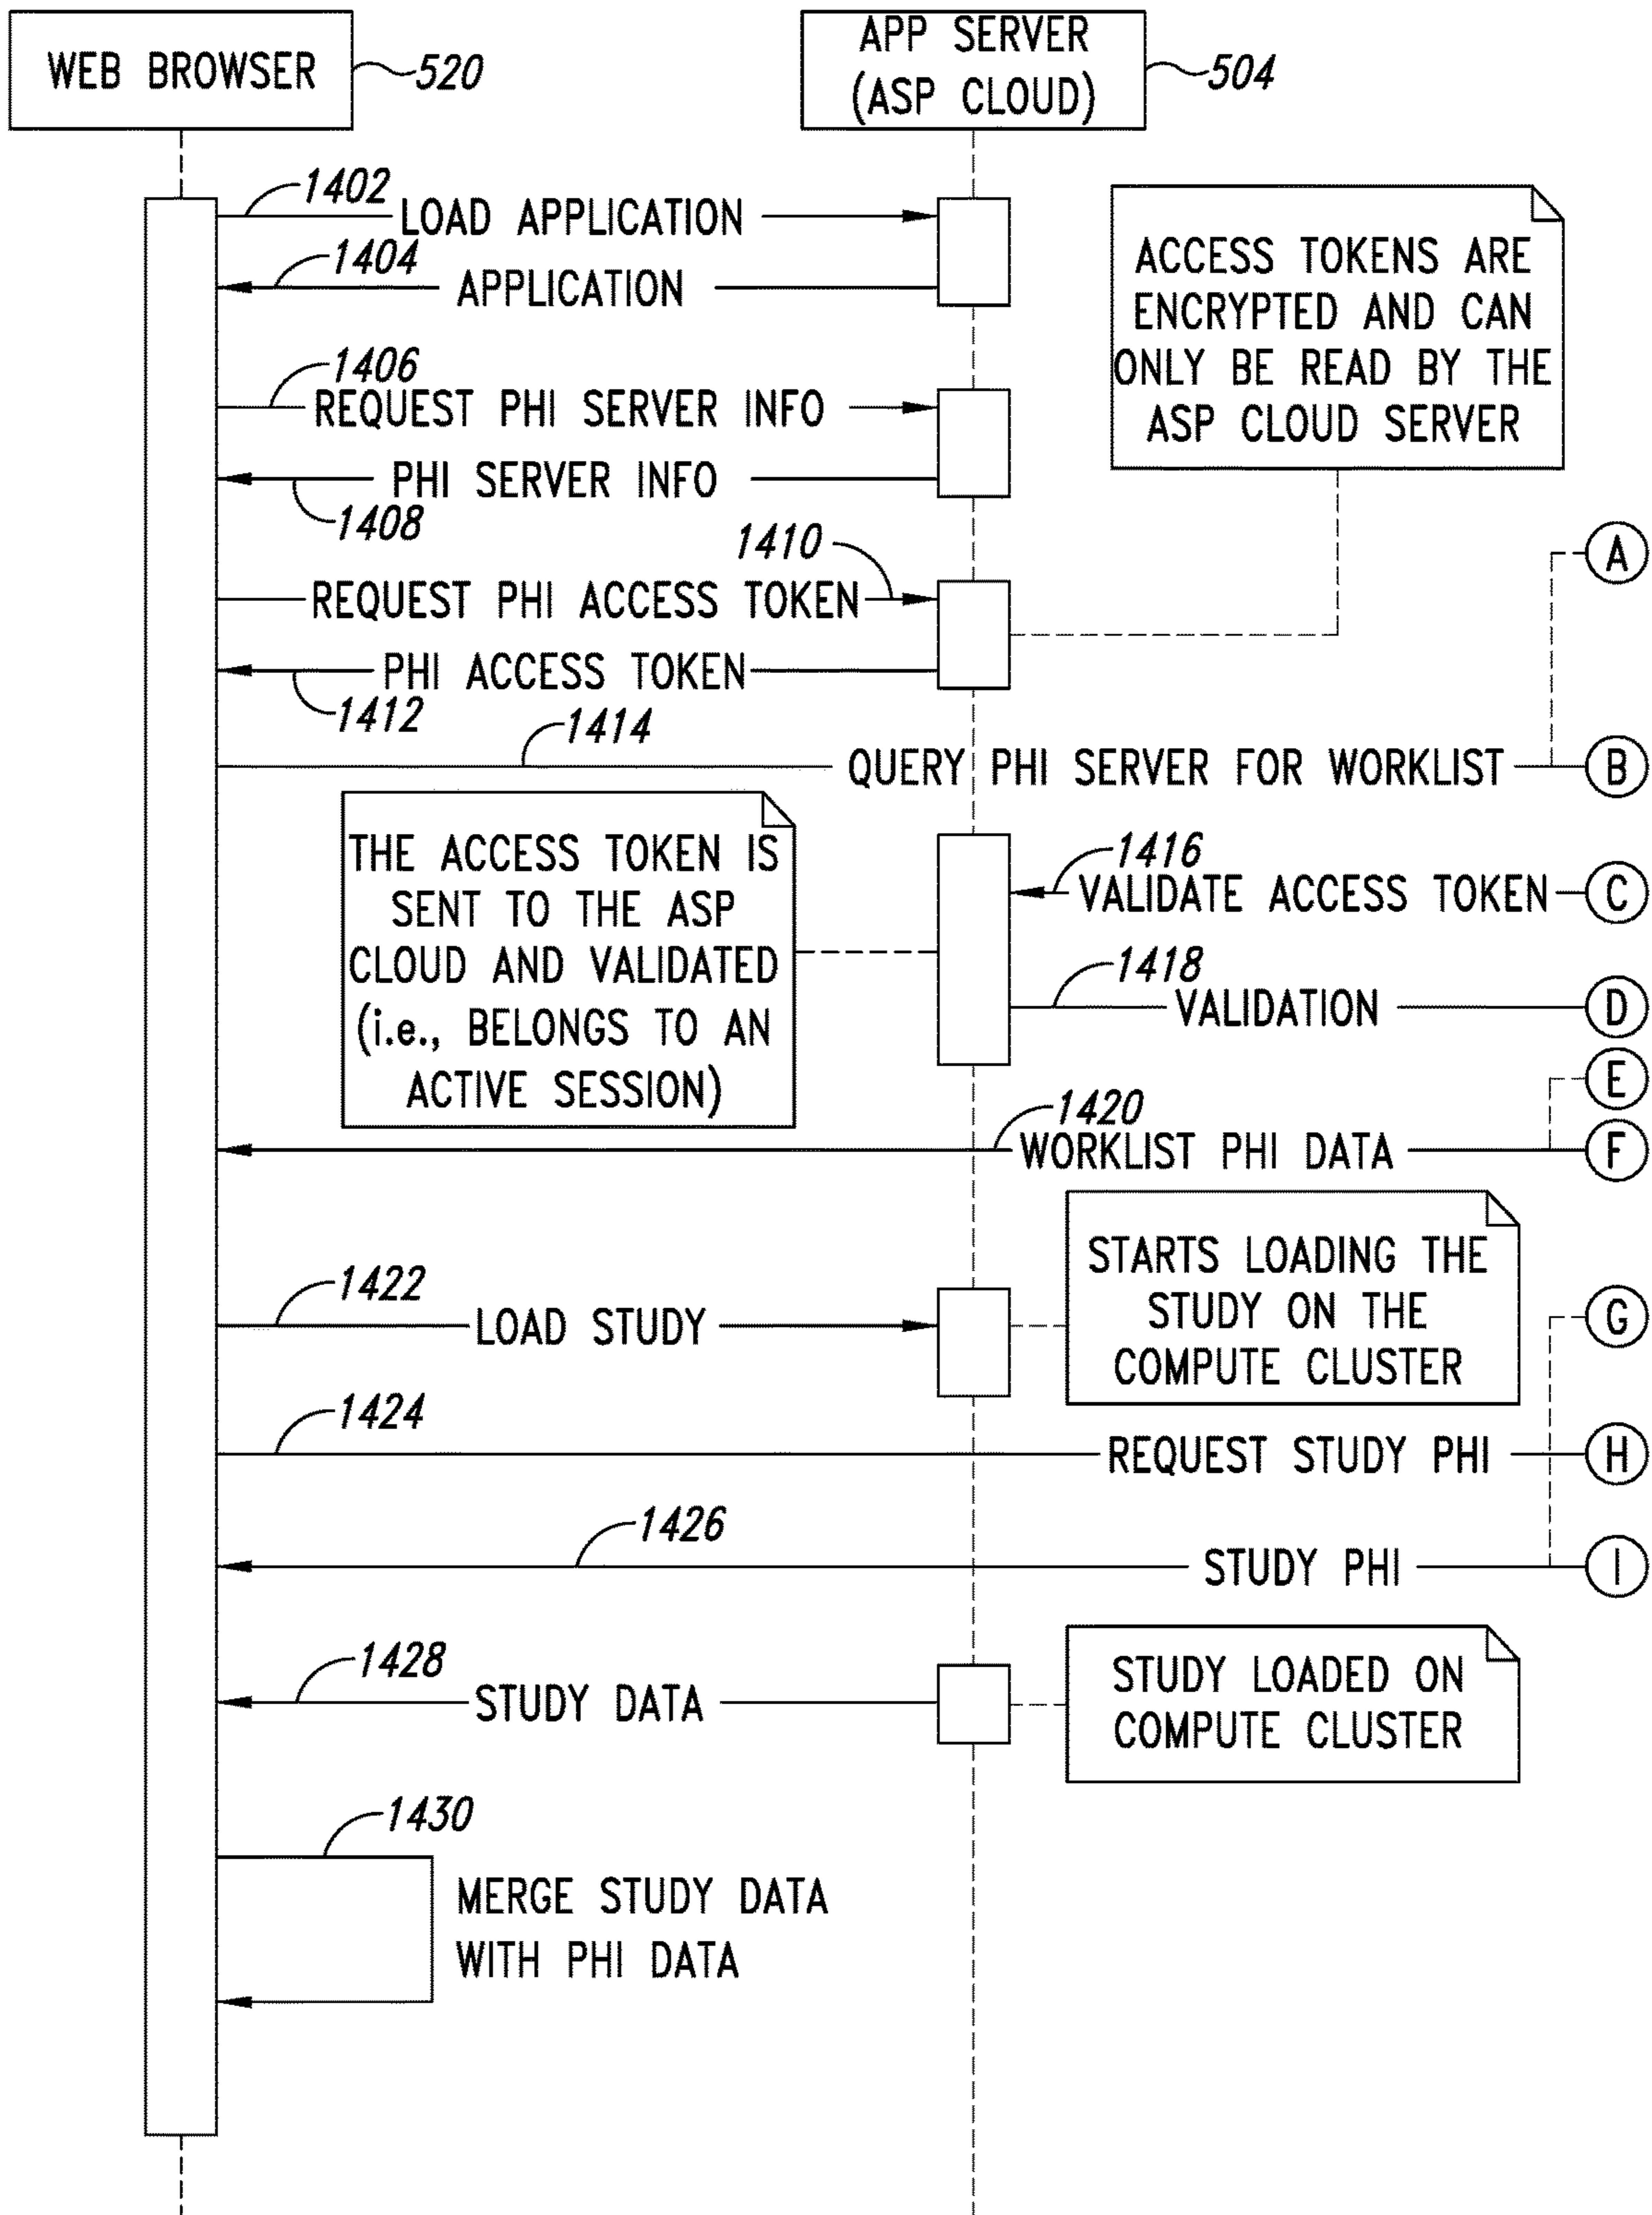 WEB BROWSER
520
APP SERVER
(ASP CLOUD)
504
1402
LOAD APPLICATION
1404
APPLICATION
ACCESS TOKENS ARE
ENCRYPTED AND CAN
ONLY BE READ BY THE
ASP CLOUD SERVER
1406
REQUEST PHI SERVER INFO
PHI SERVER INFO
1408
1410
A
REQUEST PHI ACCESS TOKEN
PHI ACCESS TOKEN
1412
1414
QUERY PHI SERVER FOR WORKLIST
B
THE ACCESS TOKEN IS
SENT TO THE ASP
CLOUD AND VALIDATED
(i.e., BELONGS TO AN
ACTIVE SESSION)
1416
VALIDATE ACCESS TOKEN
C
1418
VALIDATION
D
E
1420
WORKLIST PHI DATA
F
STARTS LOADING THE
STUDY ON THE
COMPUTE CLUSTER
1422
LOAD STUDY
G
1424
REQUEST STUDY PHI
H
1426
STUDY PHI
I
1428
STUDY DATA
STUDY LOADED ON
COMPUTE CLUSTER
1430
MERGE STUDY DATA
WITH PHI DATA